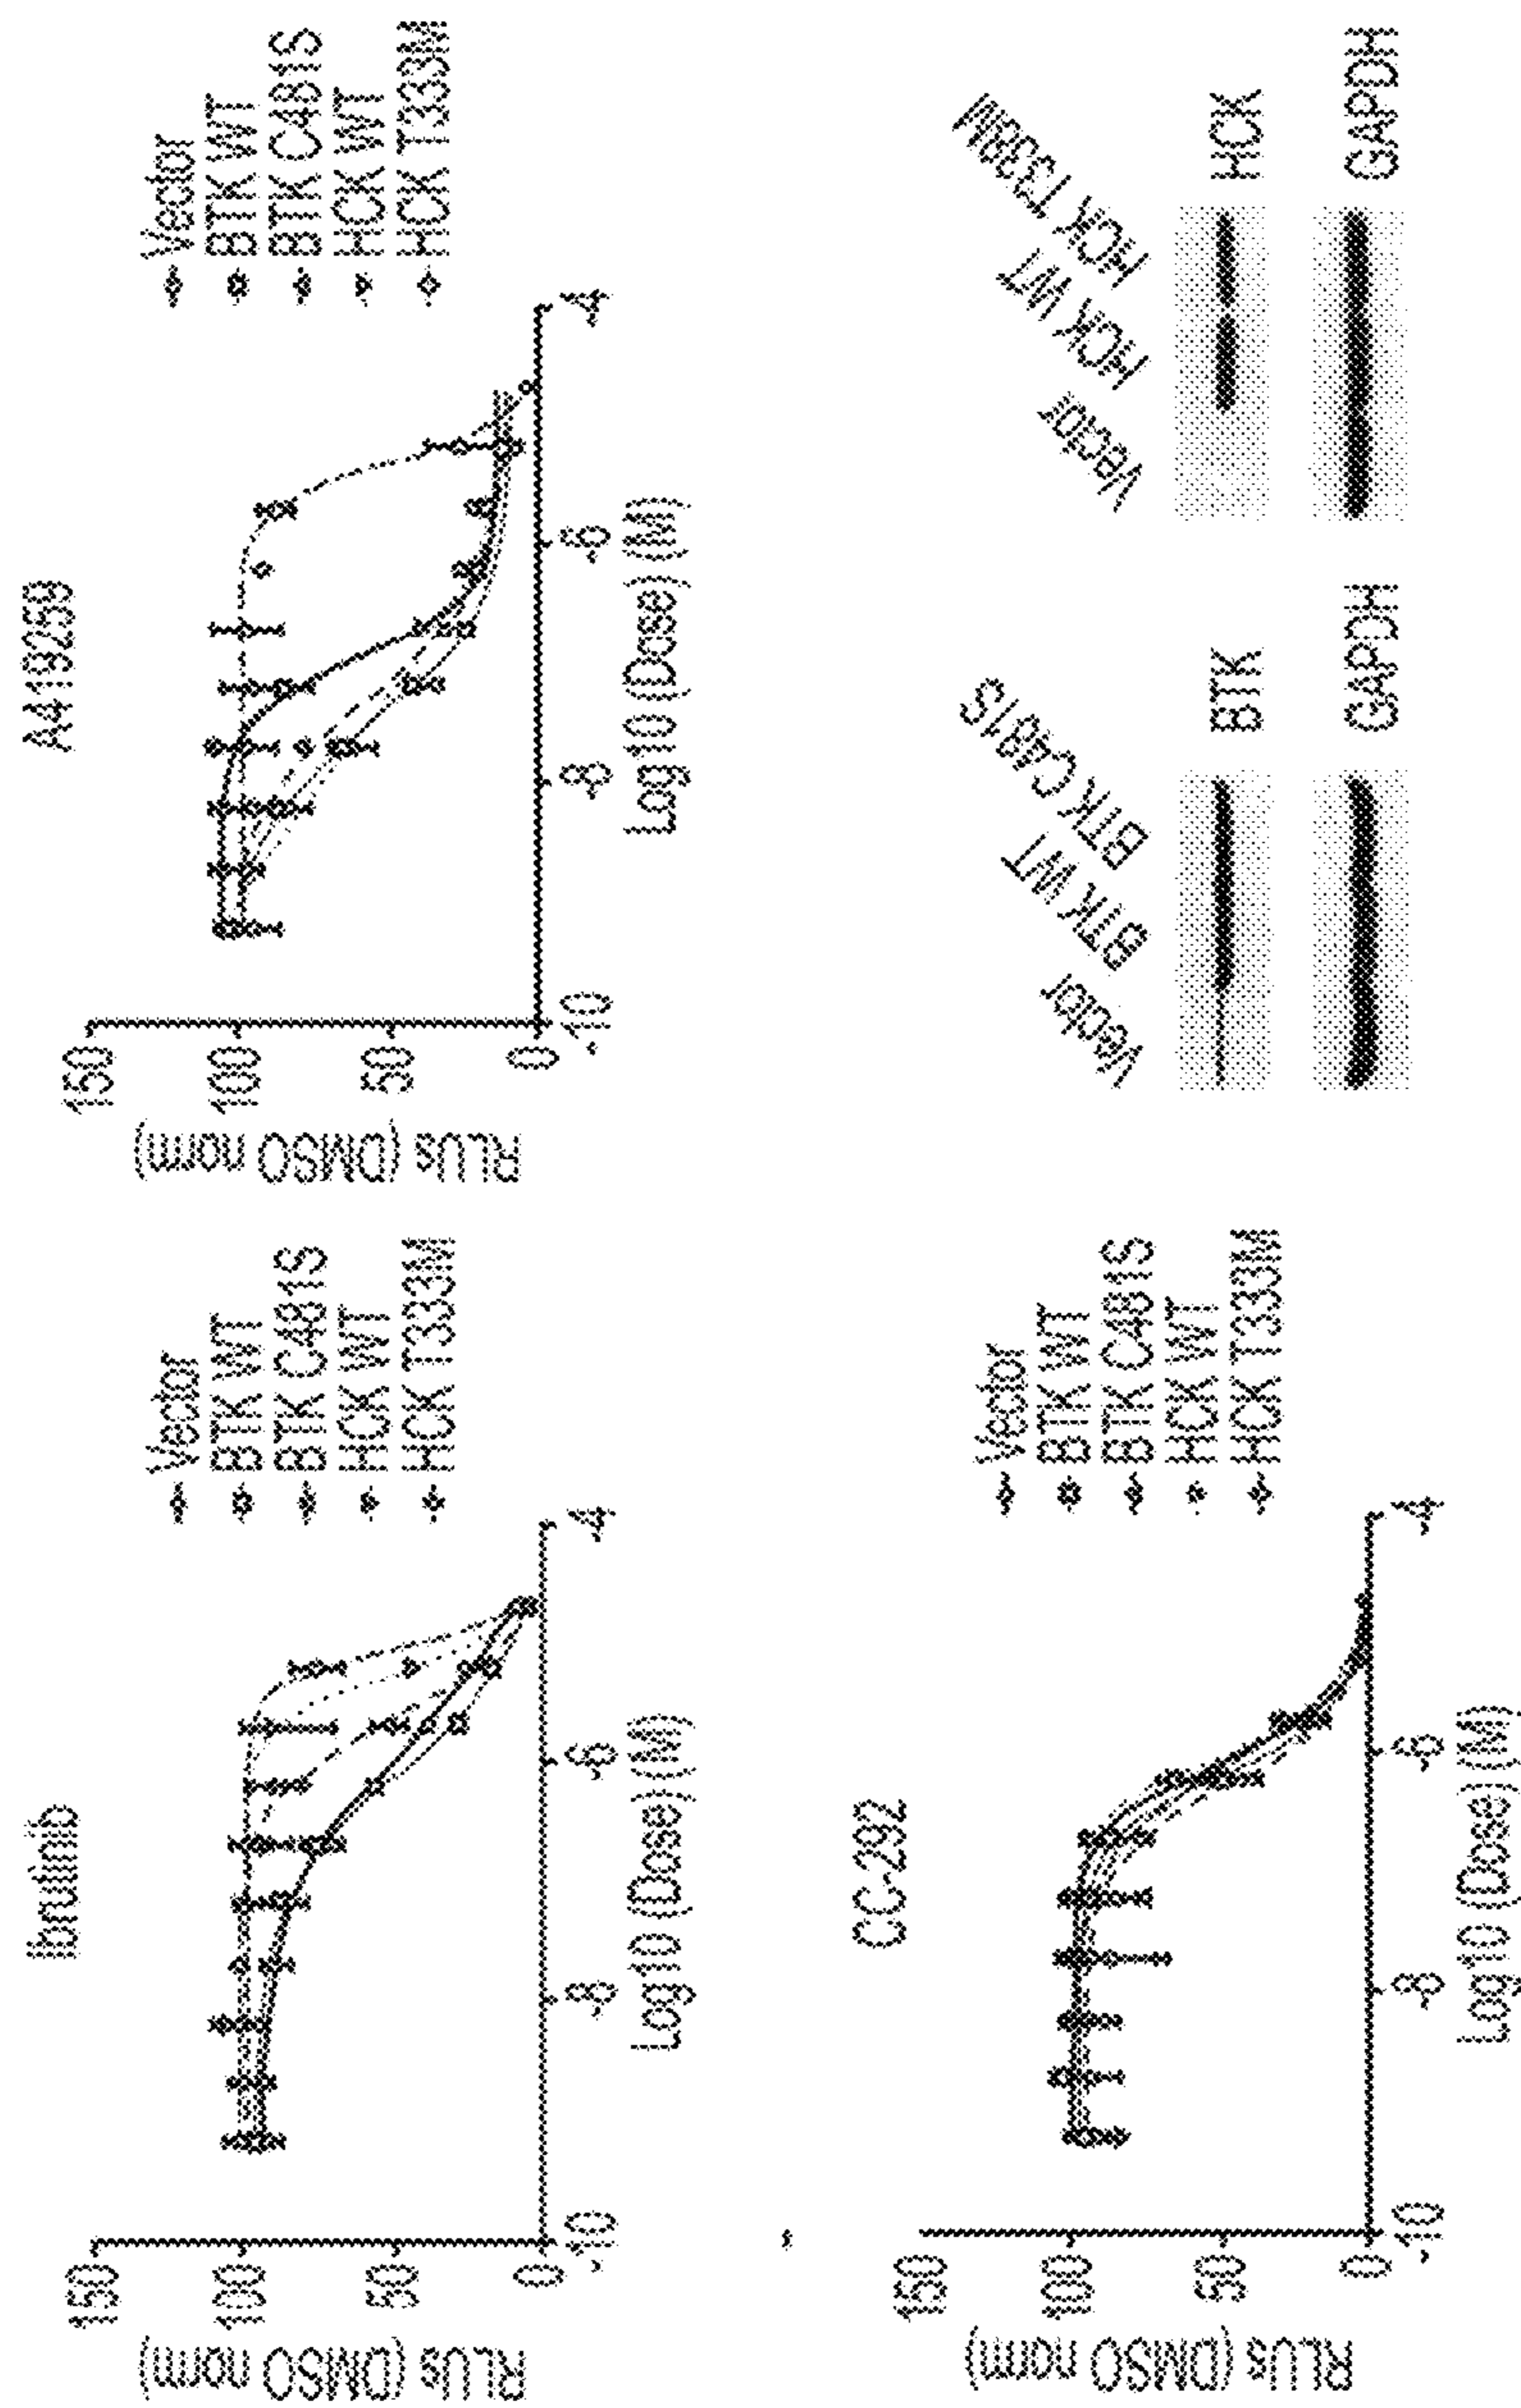 Ibrutinib
RLUs (DMSO norm)
150
100
50
0
-10
-8
-6
-4
Log10 (Dose) (M)
Vector
BTK WT
BTK C481S
HCK WT
HCK T333M
A419259
RLUs (DMSO norm)
150
100
50
0
-10
-8
-6
-4
Log10 (Dose) (M)
Vector
BTK WT
BTK C481S
HCK WT
HCK T333M
CC-292
RLUs (DMSO norm)
150
100
50
0
-10
-8
-6
-4
Log10 (Dose) (M)
Vector
BTK WT
BTK C481S
HCK WT
HCK T333M
Vector
BTK WT
BTK C481S
BTK
GAPDH
Vector
HCK WT
HCK T333M
HCK
GAPDH